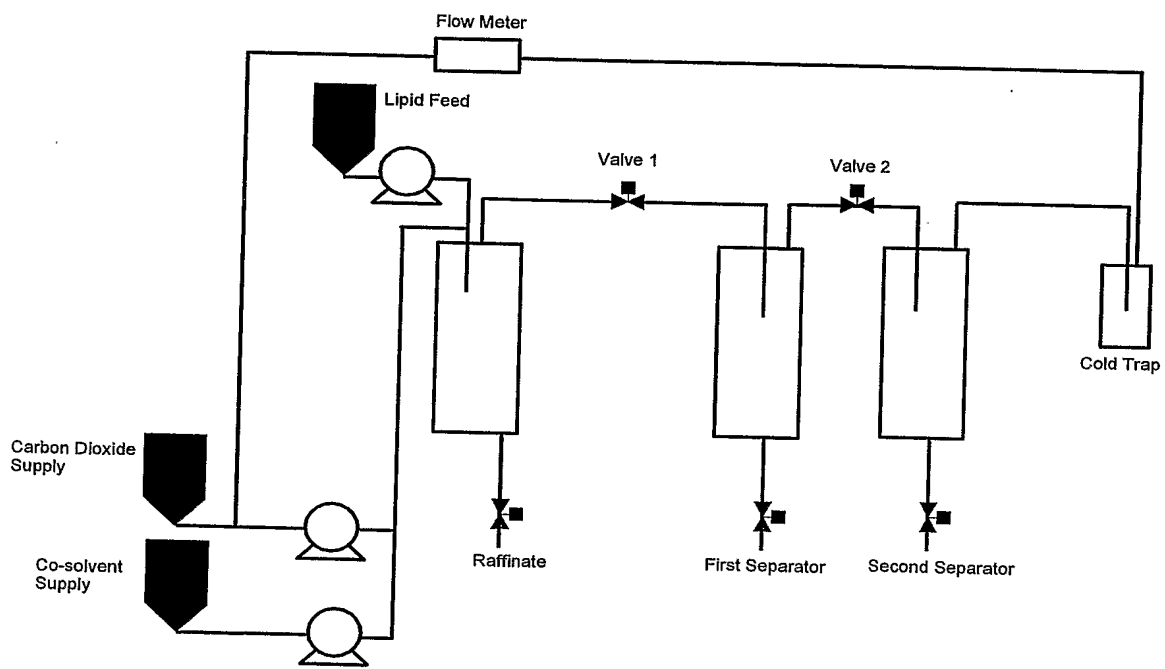 Flow Meter
Lipid Feed
Valve 1
Valve 2
Cold Trap
Carbon Dioxide
Supply
Co-solvent
Supply
Raffinate
First Separator
Second Separator